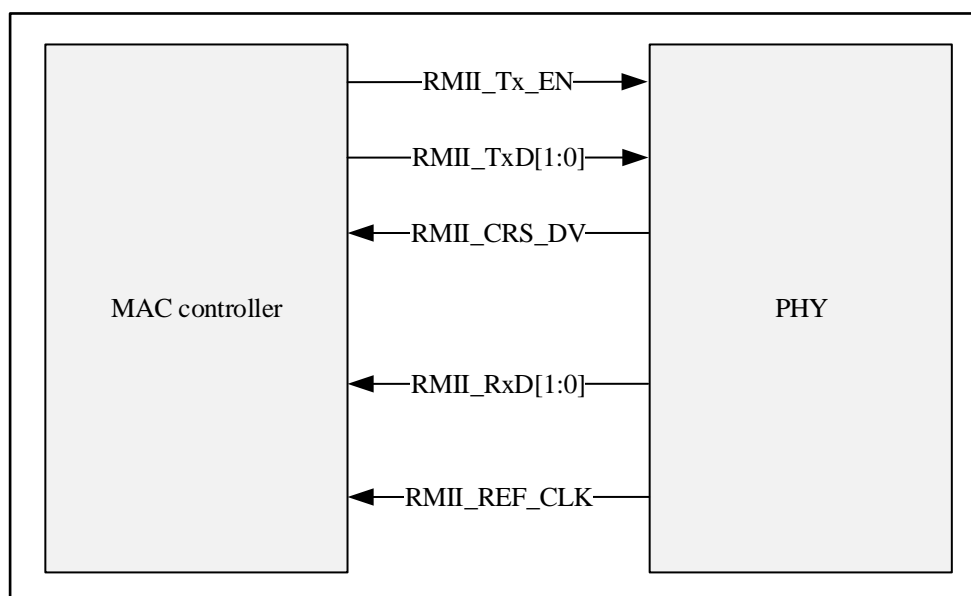 RMII_Tx_EN
RMII_TxD[1:0]
RMII_CRS_DV
MAC controller
PHY
RMII_RxD[1:0]
RMII_REF_CLK